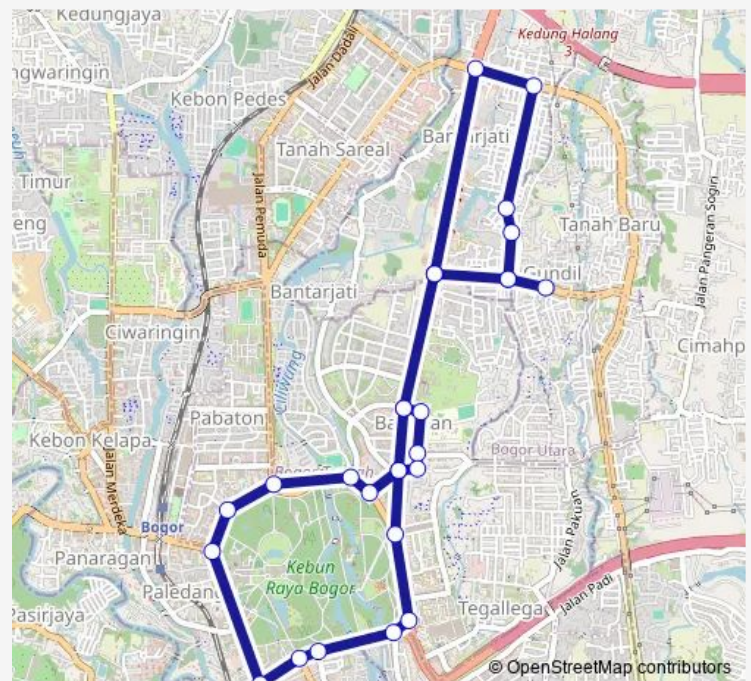 Kedungjaya
Kedung Halang
3
Jalan Dadali
ngwaringin
Kebon Pedes
Bantarjati
Tanah Sareal
Timur
Jalan Pemuda
Jalan Pangeran Sogiri
Tanah Baru
eng
Gundil
Bantarjati
Ciwaringin
Ciliwung
Cimahp
Pabaton
Kebon Kelapa
Bogor Utara
Jalan Merdeka
Jalan Pakuan
Bogor
Panaragan
Kebun
Raya Bogor
Paledang
Pasirjaya
Tegallega
Jalan Padi
© OpenStreetMap contributors